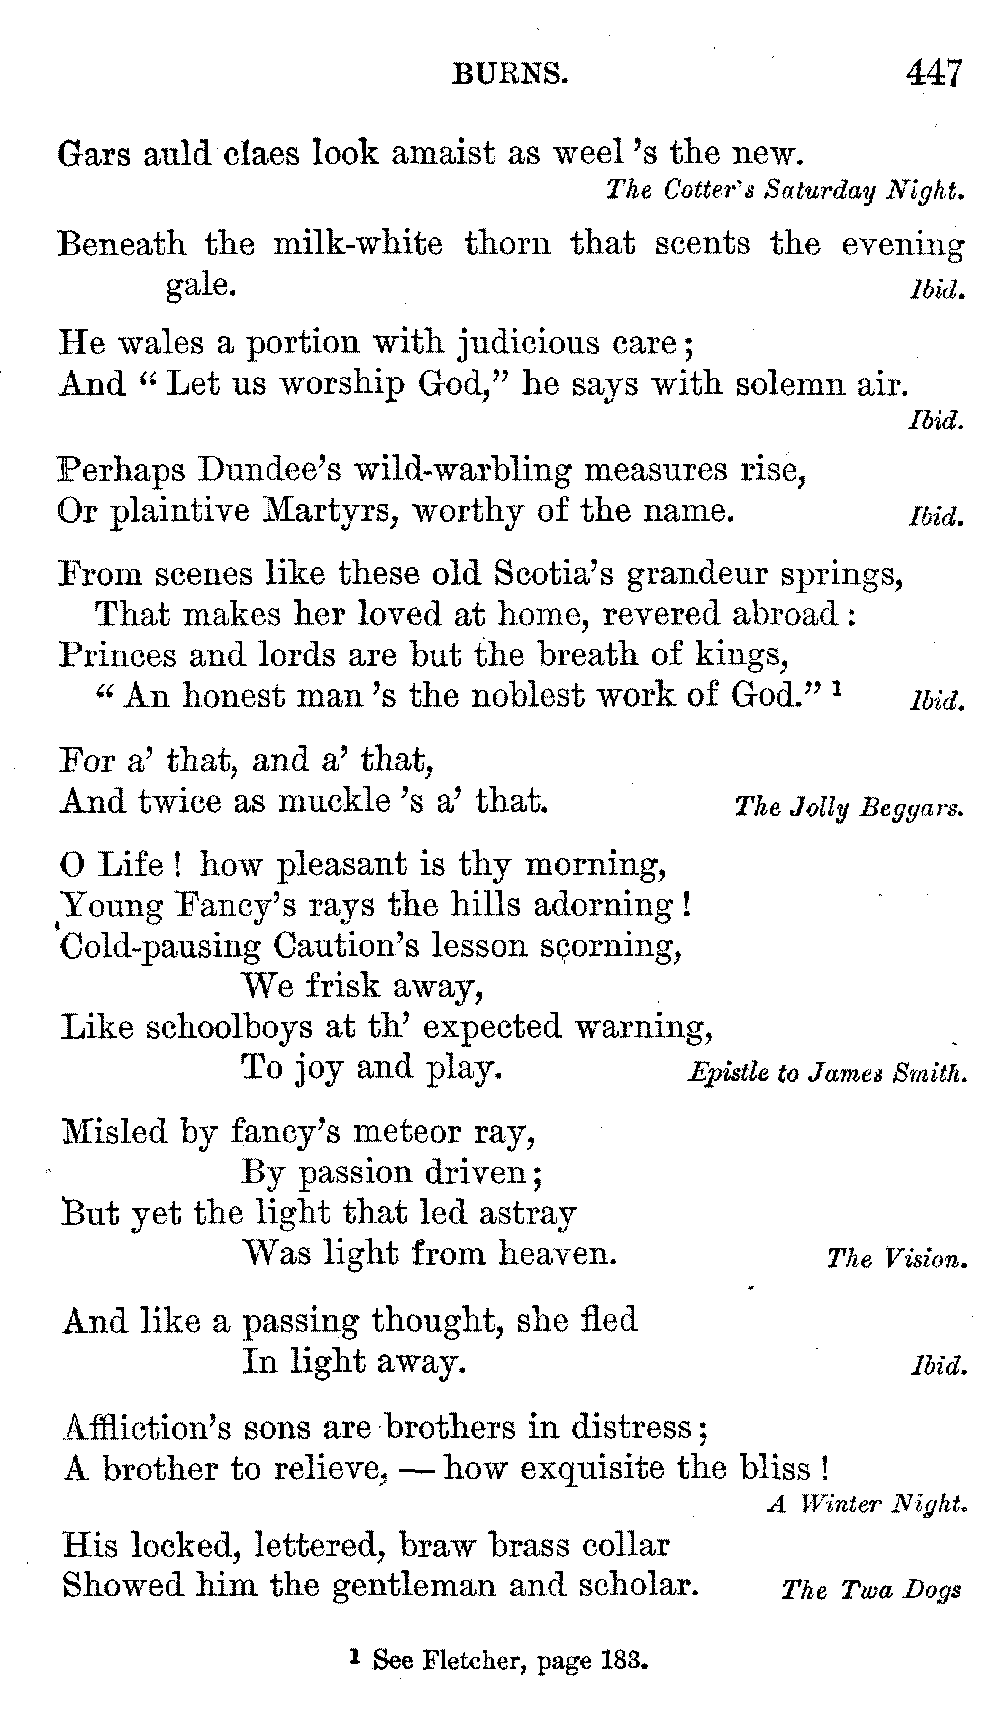 BURNS. 447
Gars auld claes look amaist as weel 's the new.
The Cotter's Saturday Night.
Beneath the milk-white thorn that scents the evening
gale. Ibid.
He wales a portion with judicious care;
And “Let us worship God,” he says with solemn air.
Ibid.
Perhaps Dundee's wild-warbling measures rise,
Or plaintive Martyrs, worthy of the name. Ibid.
From scenes like these old Scotia's grandeur springs,
That makes her loved at home, revered abroad:
Princes and lords are but the breath of kings,
“An honest man 's the noblest work of God.” 1 Ibid.
For a' that, and a' that,
And twice as muckle 's a' that. The Jolly Beggars.
O Life! how pleasant is thy morning,
Young Fancy's rays the hills adorning!
Cold-pausing Caution's lesson scorning,
We frisk away,
Like schoolboys at th' expected warning,
To joy and play. Epistle to James Smith.
Misled by fancy's meteor ray,
By passion driven;
But yet the light that led astray
Was light from heaven. The Vision.
And like a passing thought, she fled
In light away. Ibid.
Affliction's sons are brothers in distress;
A brother to relieve, — how exquisite the bliss!
A Winter Night.
His locked, lettered, braw brass collar
Showed him the gentleman and scholar. The Twa Dogs
1 See Fletcher, page 183.